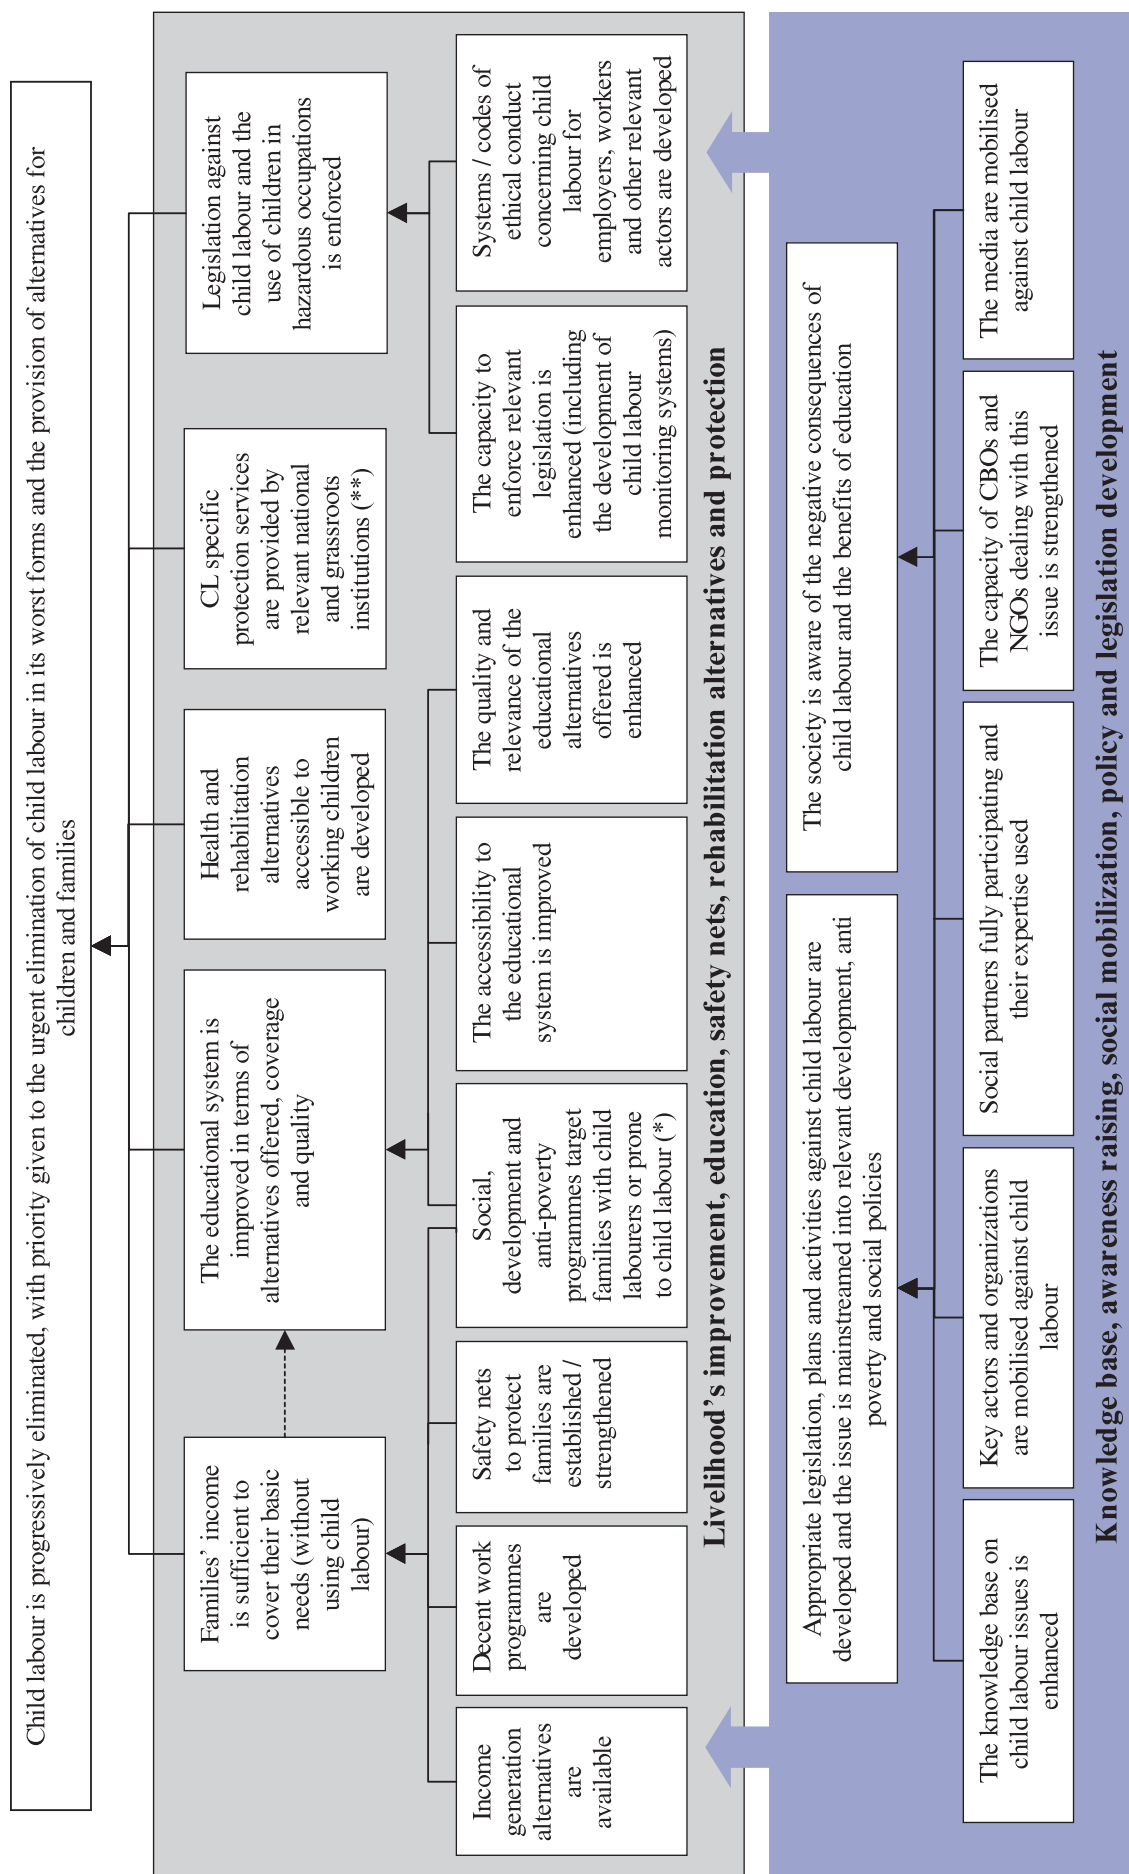 Child labour is progressively eliminated, with priority given to the urgent elimination of child labour in its worst forms and the provision of alternatives for
children and families
Families’ income
is sufficient to
cover their basic
needs (without
using child
labour)
The educational system is
improved in terms of
alternatives offered, coverage
and quality
Health and
rehabilitation
alternatives
accessible to
working children
are developed
CL specific
protection services
are provided by
relevant national
and grassroots
institutions (**)
Legislation against
child labour and the
use of children in
hazardous occupations
is enforced
Income
generation
alternatives
are
available
Decent work
programmes
are
developed
Safety nets
to protect
families are
established /
strengthened
Social,
development and
anti-poverty
programmes target
families with child
labourers or prone
to child labour (*)
The accessibility to
the educational
system is improved
The quality and
relevance of the
educational
alternatives
offered is
enhanced
The capacity to
enforce relevant
legislation is
enhanced (including
the development of
child labour
monitoring systems)
Systems / codes of
ethical conduct
concerning child
labour for
employers, workers
and other relevant
actors are developed
Livelihood’s improvement, education, safety nets, rehabilitation alternatives and protection
Appropriate legislation, plans and activities against child labour are
developed and the issue is mainstreamed into relevant development, anti
poverty and social policies
The society is aware of the negative consequences of
child labour and the benefits of education
The knowledge base on
child labour issues is
enhanced
Key actors and organizations
are mobilised against child
labour
Social partners fully participating and
their expertise used
The capacity of CBOs and
NGOs dealing with this
issue is strengthened
The media are mobilised
against child labour
Knowledge base, awareness raising, social mobilization, policy and legislation development